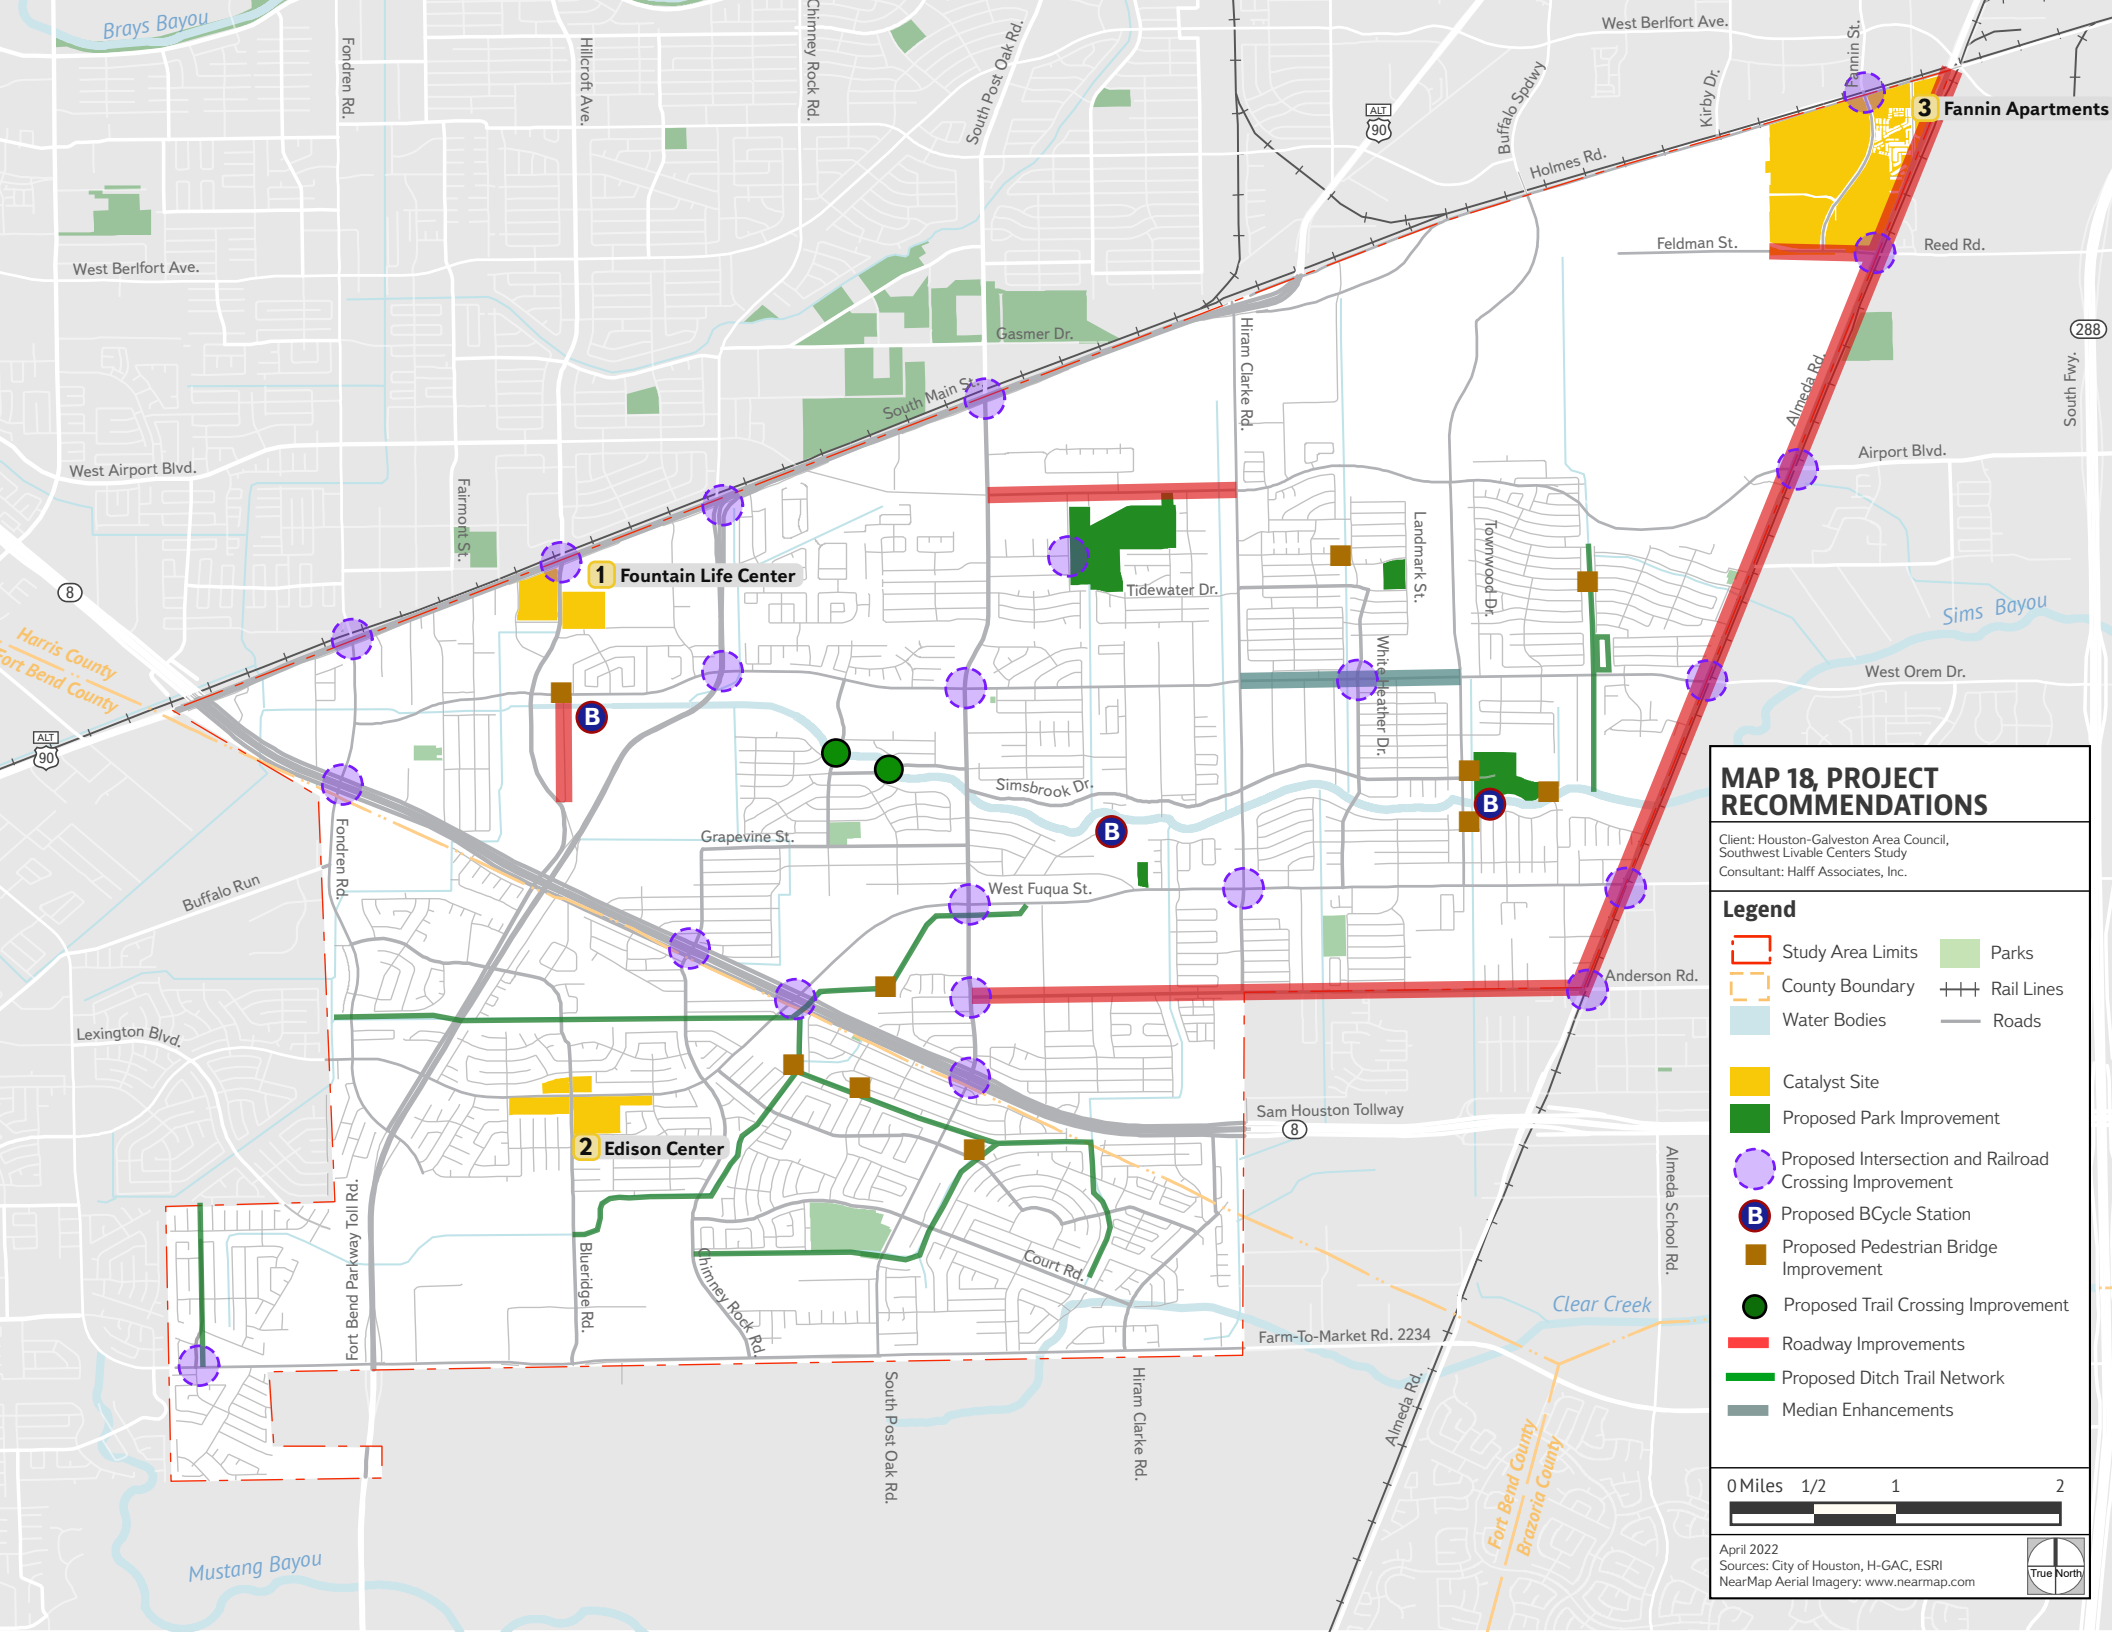 Brays Bayou
Fondren Rd.
Hillcroft Ave.
Chimney Rock Rd.
South Post Oak Rd.
ALT
90
Buffalo Spdwy
Kirby Dr.
West Berlfort Ave.
Fannin St.
3 Fannin Apartments
Holmes Rd.
West Berlfort Ave.
Feldman St.
Reed Rd.
288
South Fwy.
Gasmer Dr.
Hiram Clarke Rd.
Almeda Rd.
South Main St.
West Airport Blvd.
Airport Blvd.
Fairmont St.
Landmark St.
Townwood Dr.
1 Fountain Life Center
Tidewater Dr.
8
Sims Bayou
Harris County
Fort Bend County
White Heather Dr.
West Orem Dr.
B
ALT
90
Simsbrook Dr.
B
B
Fondren Rd.
Grapevine St.
Buffalo Run
West Fuqua St.
Anderson Rd.
Lexington Blvd.
Sam Houston Tollway
8
2 Edison Center
Almeda School Rd.
Fort Bend Parkway Toll Rd.
Blueridge Rd.
Chimney Rock Rd.
Court Rd.
Clear Creek
Farm-To-Market Rd. 2234
South Post Oak Rd.
Hiram Clarke Rd.
Almeda Rd.
Fort Bend County
Brazoria County
Mustang Bayou
MAP 18, PROJECT
RECOMMENDATIONS
Client: Houston-Galveston Area Council,
Southwest Livable Centers Study
Consultant: Halff Associates, Inc.
Legend
Study Area Limits
Parks
County Boundary
Rail Lines
Water Bodies
Roads
Catalyst Site
Proposed Park Improvement
Proposed Intersection and Railroad
Crossing Improvement
B Proposed BCycle Station
Proposed Pedestrian Bridge
Improvement
Proposed Trail Crossing Improvement
Roadway Improvements
Proposed Ditch Trail Network
Median Enhancements
0 Miles 1/2 1 2
April 2022
Sources: City of Houston, H-GAC, ESRI
NearMap Aerial Imagery: www.nearmap.com
True North